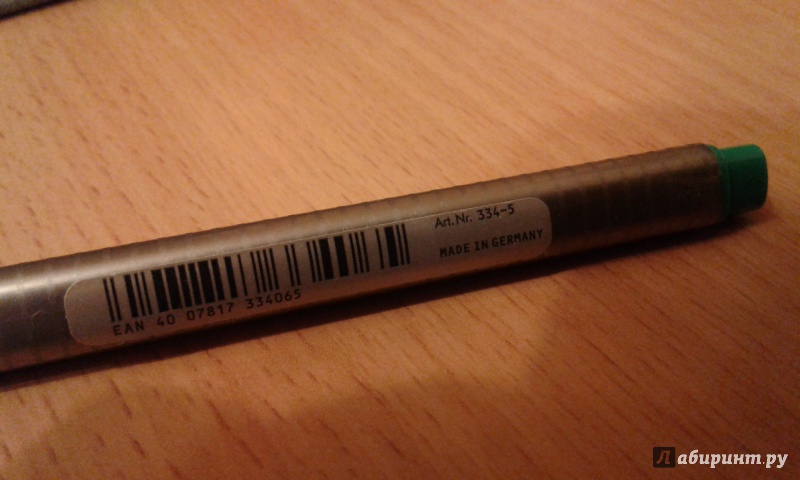 Art.Nr. 334-5
MADE IN GERMANY
EAN 40 07817 334065
Лабиринт.ру